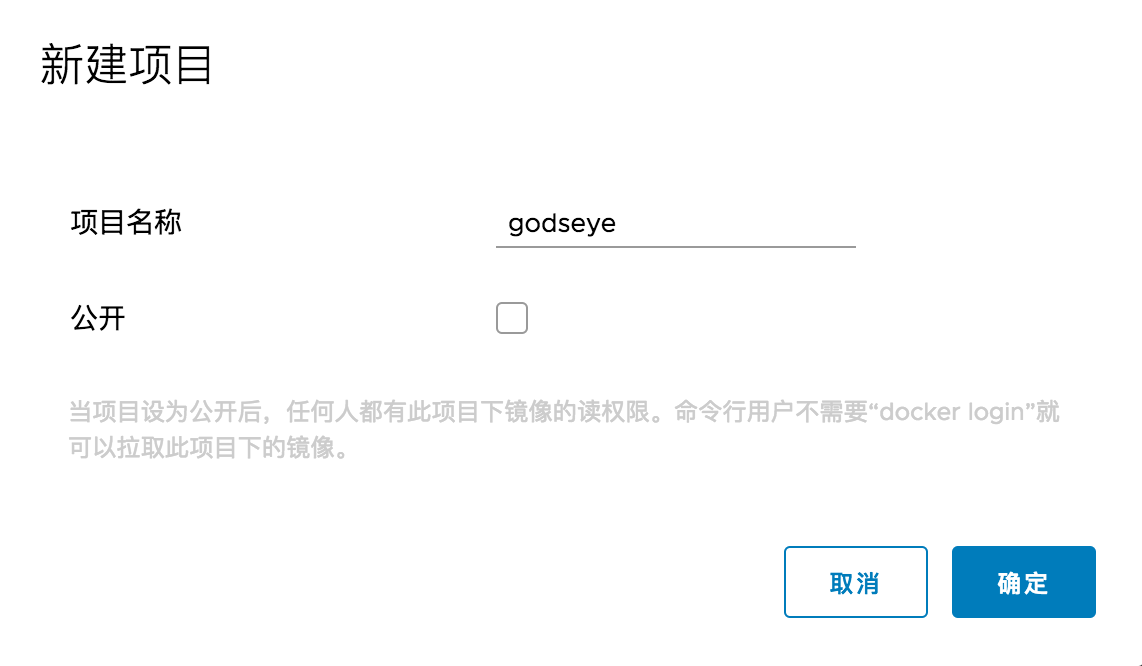 新建项目
项目名称
godseye
公开
当项目设为公开后，任何人都有此项目下镜像的读权限。命令行用户不需要“docker login”就
可以拉取此项目下的镜像。
取消
确定